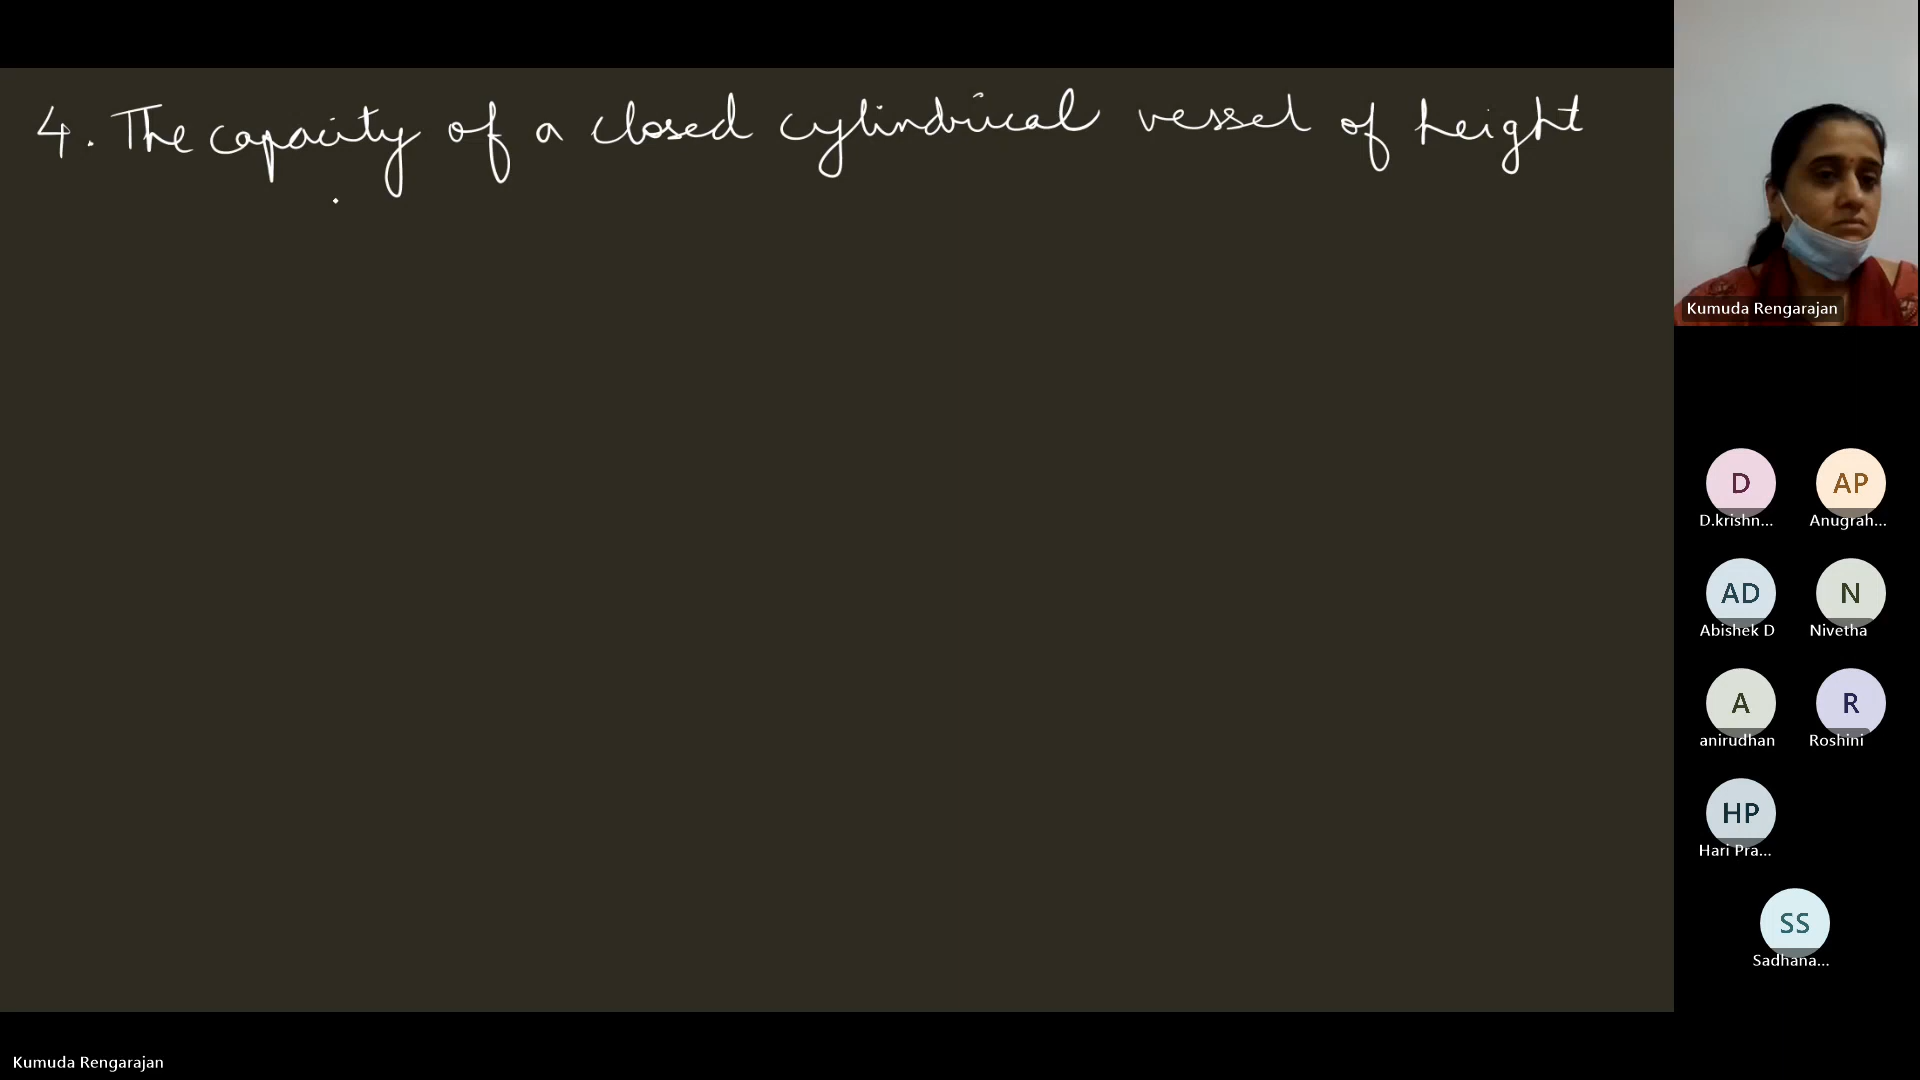 4. The capacity of a closed cylindrical vessel of height
Kumuda Rengarajan
D
AP
D.krishn...
Anugrah...
AD
N
Abishek D
Nivetha
A
R
anirudhan
Roshini
HP
Hari Pra...
SS
Sadhana...
Kumuda Rengarajan